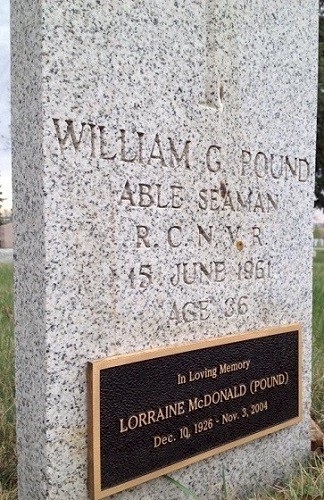 WILLIAM G. POUND
ABLE SEAMAN
R. C. N. V. R
15 JUNE 1961
AGE 36
In Loving Memory
LORRAINE McDONALD (POUND)
Dec. 10, 1926 - Nov. 3, 2004